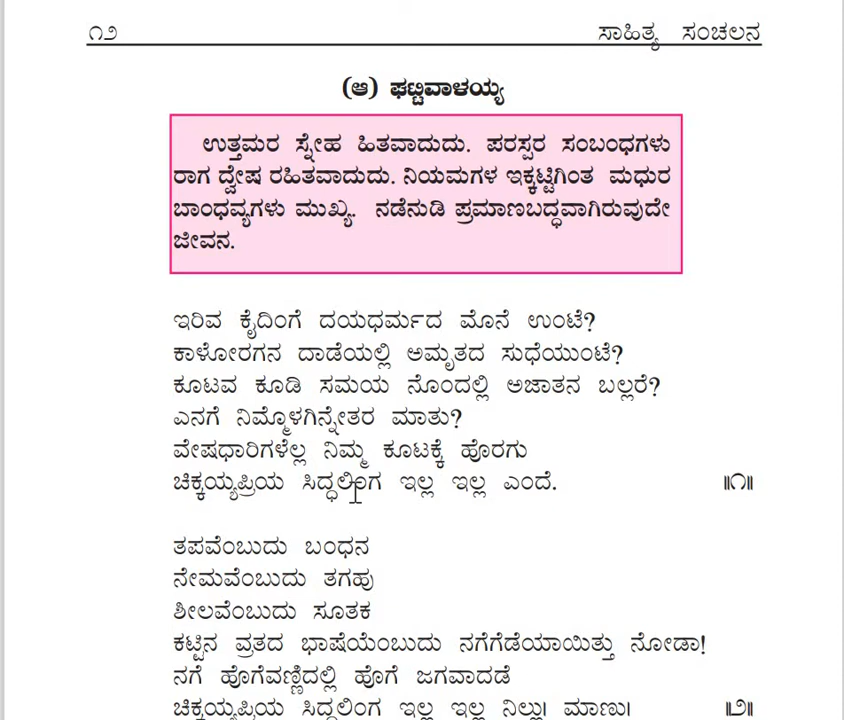 ೧೨ ಸಾಹಿತ್ಯ ಸಂಚಲನ
(ಆ) ಘಟ್ಟಿವಾಳಯ್ಯ
ಉತ್ತಮರ ಸ್ನೇಹ ಹಿತವಾದುದು. ಪರಸ್ಪರ ಸಂಬಂಧಗಳು
ರಾಗ ದ್ವೇಷ ರಹಿತವಾದುದು. ನಿಯಮಗಳ ಇಕ್ಕಟ್ಟಿಗಿಂತ ಮಧುರ
ಬಾಂಧವ್ಯಗಳು ಮುಖ್ಯ. ನಡೆನುಡಿ ಪ್ರಮಾಣಬದ್ಧವಾಗಿರುವುದೇ
ಜೀವನ.
ಇರಿವ ಕೈದಿಂಗೆ ದಯಧರ್ಮದ ಮೊನೆ ಉಂಟೆ?
ಕಾಳೋರಗನ ದಾಡೆಯಲ್ಲಿ ಅಮೃತದ ಸುಧೆಯುಂಟೆ?
ಕೂಟವ ಕೂಡಿ ಸಮಯ ನೊಂದಲ್ಲಿ ಅಜಾತನ ಬಲ್ಲರೆ?
ಎನಗೆ ನಿಮ್ಮೊಳಗಿನ್ನೇತರ ಮಾತು?
ವೇಷಧಾರಿಗಳೆಲ್ಲ ನಿಮ್ಮ ಕೂಟಕ್ಕೆ ಹೊರಗು
ಚಿಕ್ಕಯ್ಯಪ್ರಿಯ ಸಿದ್ಧಲಿಂಗ ಇಲ್ಲ ಇಲ್ಲ ಎಂದೆ. ॥೧॥
ತಪವೆಂಬುದು ಬಂಧನ
ನೇಮವೆಂಬುದು ತಗಹು
ಶೀಲವೆಂಬುದು ಸೂತಕ
ಕಟ್ಟಿನ ವ್ರತದ ಭಾಷೆಯೆಂಬುದು ನಗೆಗೆಡೆಯಾಯಿತ್ತು ನೋಡಾ!
ನಗೆ ಹೊಗೆವಣ್ಣಿದಲ್ಲಿ ಹೊಗೆ ಜಗವಾದಡೆ
ಚಿಕ್ಕಯ್ಯಪ್ರಿಯ ಸಿದ್ಧಲಿಂಗ ಇಲ್ಲ ಇಲ್ಲ ನಿಲ್ಲು। ಮಾಣು। ॥೨॥